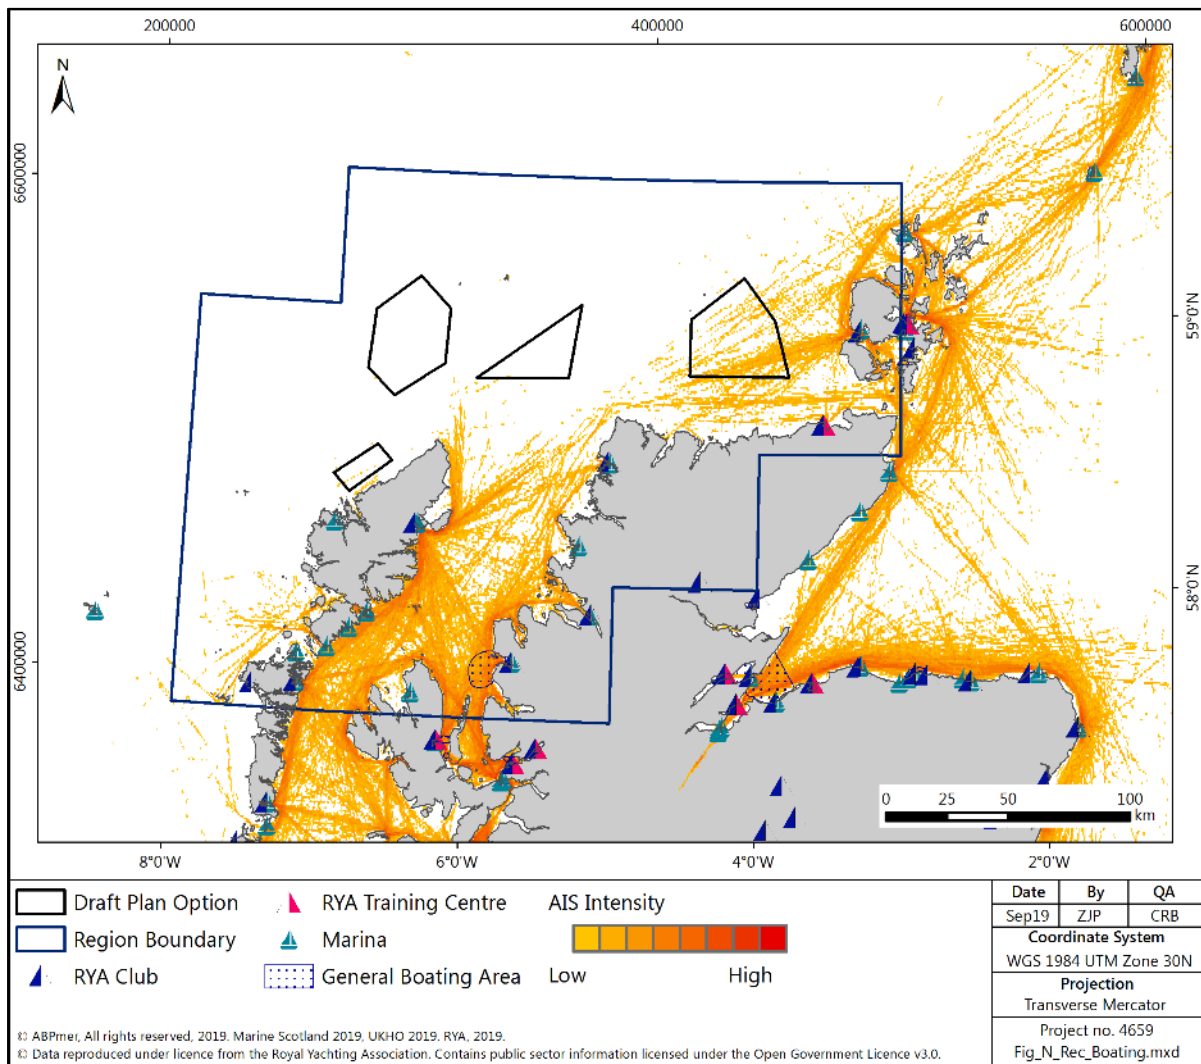 200000 400000 600000
N
6600000
6400000
59°0'N
58°0'N
0 25 50 100
km
8°0'W 6°0'W 4°0'W 2°0'W
Draft Plan Option
Region Boundary
RYA Club
RYA Training Centre
Marina
General Boating Area
AIS Intensity
Low High
Date By QA
Sep19 ZJP CRB
Coordinate System
WGS 1984 UTM Zone 30N
Projection
Transverse Mercator
Project no. 4659
Fig_N_Rec_Boating.mxd
© ABPmer, All rights reserved, 2019. Marine Scotland 2019, UKHO 2019. RYA, 2019.
© Data reproduced under licence from the Royal Yachting Association. Contains public sector information licensed under the Open Government Licence v3.0.